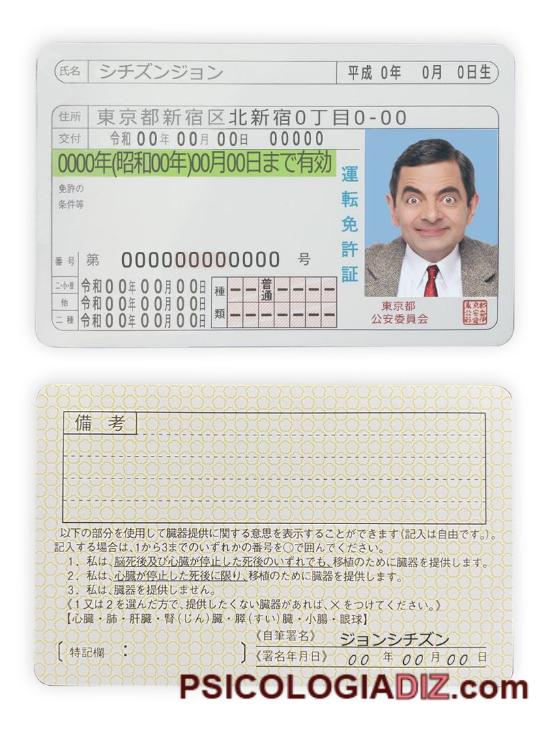 氏名 シチズンジョン 平成 0年 0月 0日生
住所 東京都新宿区北新宿0丁目0-00
交付 令和 00年 00月 00日 00000
0000年(昭和00年)00月00日まで有効
免許の
条件等
運転免許証
番号 第 000000000000 号
二・小・原 令和 00年 00月 00日
他 令和 00年 00月 00日
二種 令和 00年 00月 00日
種類 普通
東京都
公安委員会
備考
以下の部分を使用して臓器提供に関する意思を表示することができます(記入は自由です。)。
記入する場合は、1から3までのいずれかの番号を○で囲んでください。
1. 私は、脳死後及び心臓が停止した死後のいずれでも、移植のために臓器を提供します。
2. 私は、心臓が停止した死後に限り、移植のために臓器を提供します。
3. 私は、臓器を提供しません。
《1又は2を選んだ方で、提供したくない臓器があれば、×をつけてください。》
【心臓・肺・肝臓・腎(じん)臓・膵(すい)臓・小腸・眼球】
〔特記欄 : 〕
《自筆署名》 ジョンシチズン
《署名年月日》 00 年 00 月 00 日
PSICOLOGIADIZ.com